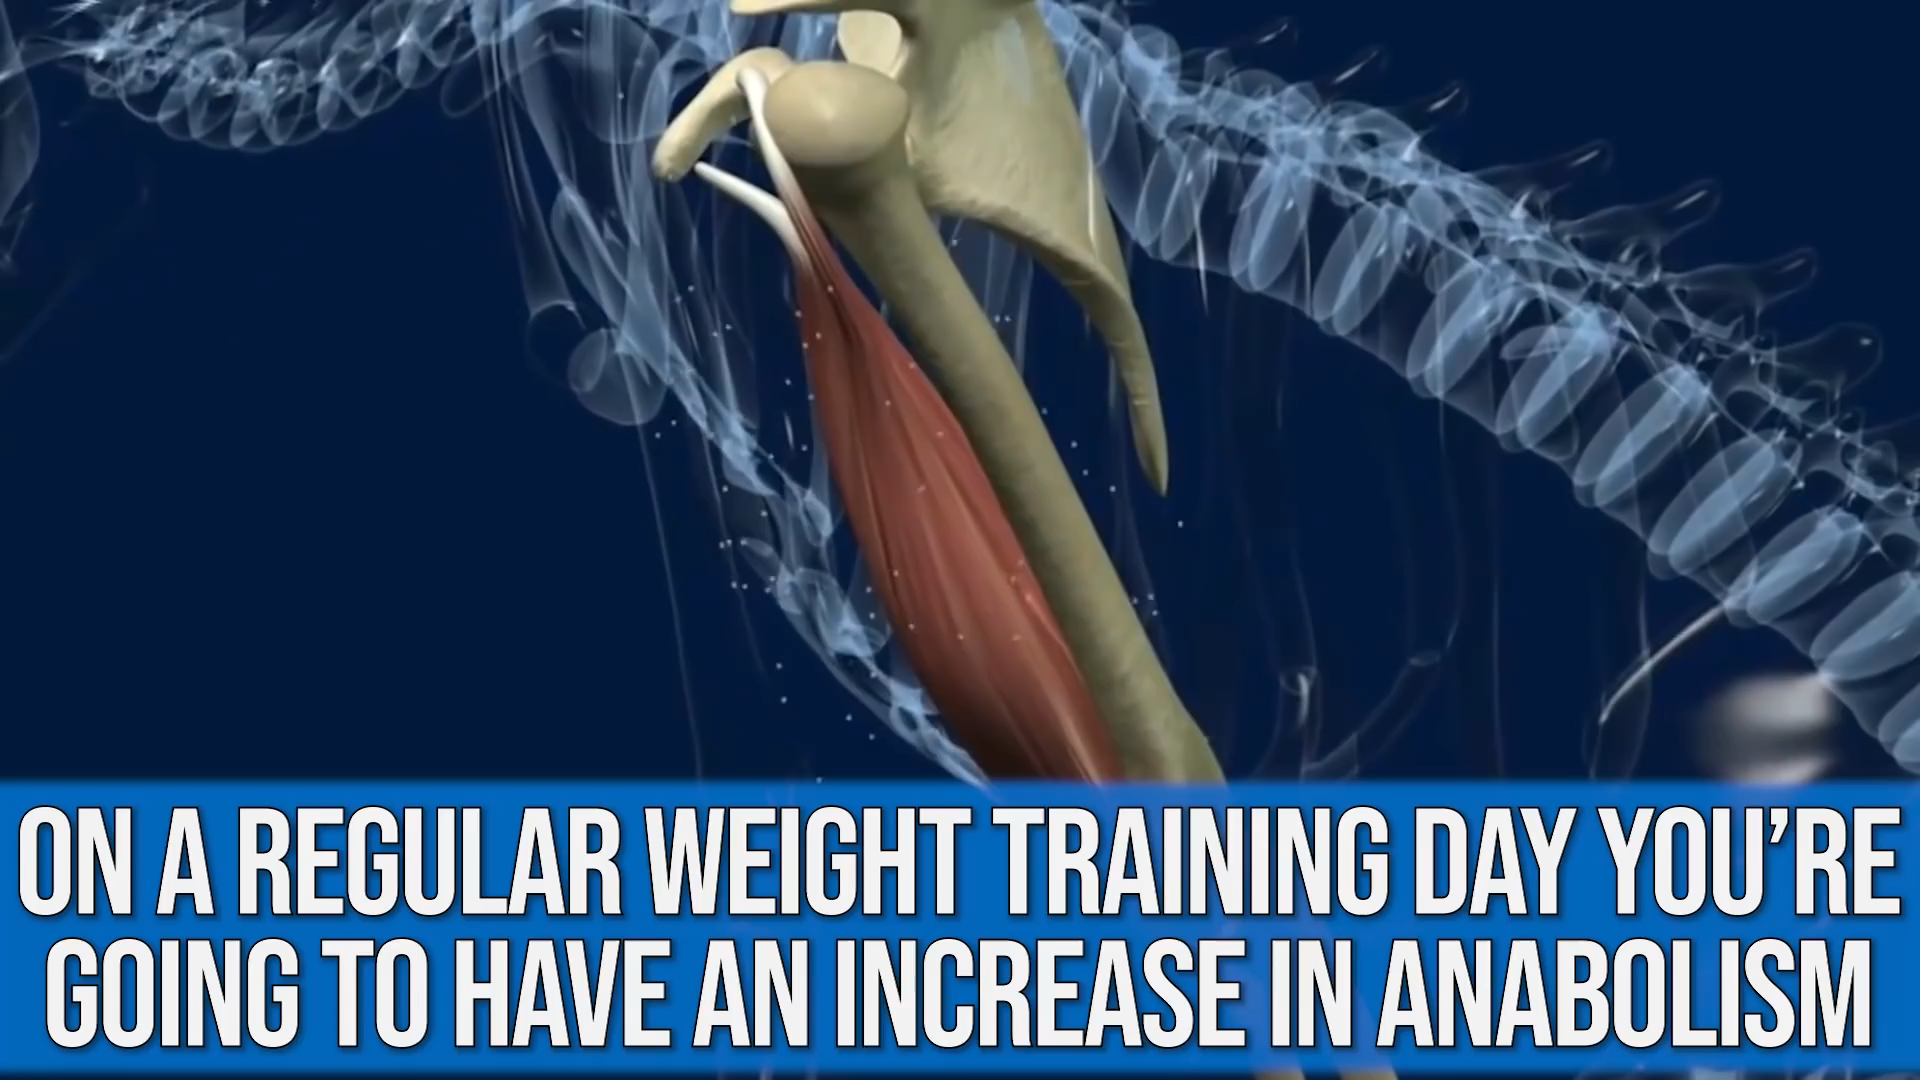 ON A REGULAR WEIGHT TRAINING DAY YOU’RE
GOING TO HAVE AN INCREASE IN ANABOLISM